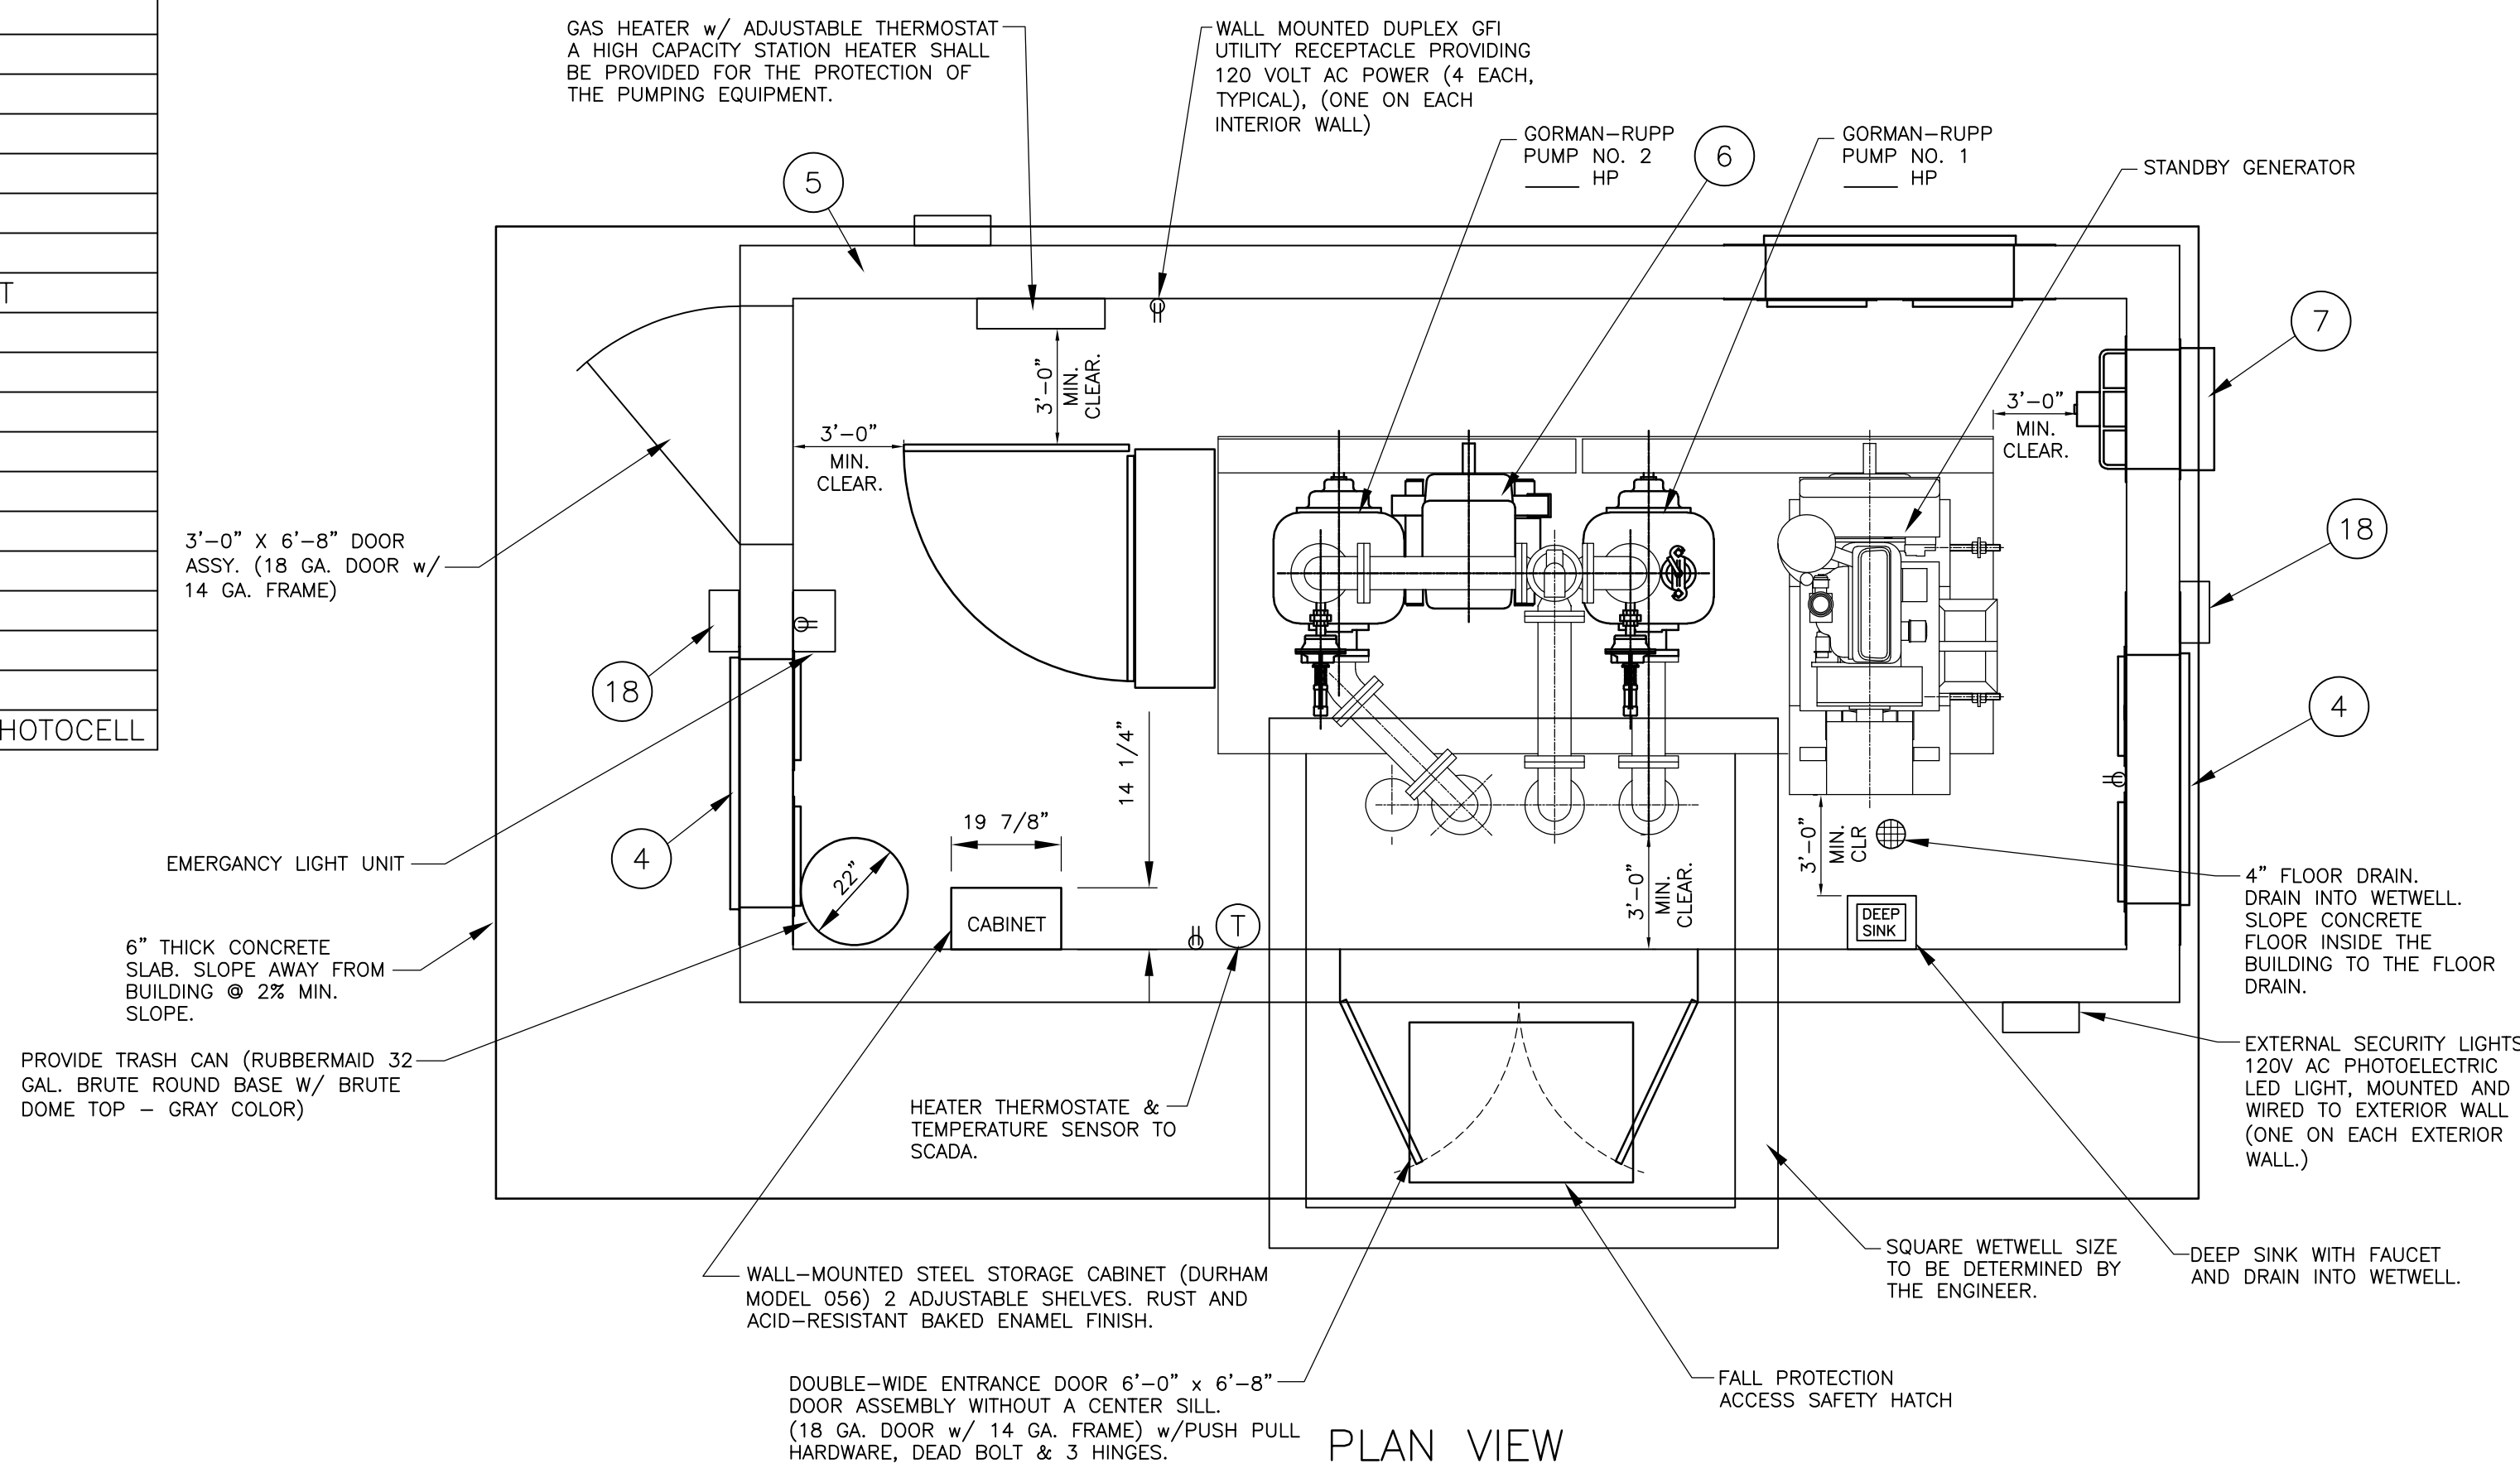 T
HOTOCELL
GAS HEATER w/ ADJUSTABLE THERMOSTAT
A HIGH CAPACITY STATION HEATER SHALL
BE PROVIDED FOR THE PROTECTION OF
THE PUMPING EQUIPMENT.
WALL MOUNTED DUPLEX GFI
UTILITY RECEPTACLE PROVIDING
120 VOLT AC POWER (4 EACH,
TYPICAL), (ONE ON EACH
INTERIOR WALL)
GORMAN-RUPP
PUMP NO. 2
____ HP
6
GORMAN-RUPP
PUMP NO. 1
____ HP
STANDBY GENERATOR
5
7
3'-0"
MIN.
CLEAR.
3'-0"
MIN.
CLEAR.
3'-0"
MIN.
CLEAR.
3'-0" X 6'-8" DOOR
ASSY. (18 GA. DOOR w/
14 GA. FRAME)
18
18
4
4
14 1/4"
19 7/8"
22"
CABINET
T
3'-0"
MIN.
CLEAR.
3'-0"
MIN.
CLR
DEEP
SINK
EMERGANCY LIGHT UNIT
6" THICK CONCRETE
SLAB. SLOPE AWAY FROM
BUILDING @ 2% MIN.
SLOPE.
PROVIDE TRASH CAN (RUBBERMAID 32
GAL. BRUTE ROUND BASE W/ BRUTE
DOME TOP - GRAY COLOR)
4" FLOOR DRAIN.
DRAIN INTO WETWELL.
SLOPE CONCRETE
FLOOR INSIDE THE
BUILDING TO THE FLOOR
DRAIN.
EXTERNAL SECURITY LIGHTS
120V AC PHOTOELECTRIC
LED LIGHT, MOUNTED AND
WIRED TO EXTERIOR WALL
(ONE ON EACH EXTERIOR
WALL.)
HEATER THERMOSTATE &
TEMPERATURE SENSOR TO
SCADA.
WALL-MOUNTED STEEL STORAGE CABINET (DURHAM
MODEL 056) 2 ADJUSTABLE SHELVES. RUST AND
ACID-RESISTANT BAKED ENAMEL FINISH.
SQUARE WETWELL SIZE
TO BE DETERMINED BY
THE ENGINEER.
DEEP SINK WITH FAUCET
AND DRAIN INTO WETWELL.
DOUBLE-WIDE ENTRANCE DOOR 6'-0" x 6'-8"
DOOR ASSEMBLY WITHOUT A CENTER SILL.
(18 GA. DOOR w/ 14 GA. FRAME) w/PUSH PULL
HARDWARE, DEAD BOLT & 3 HINGES.
FALL PROTECTION
ACCESS SAFETY HATCH
PLAN VIEW